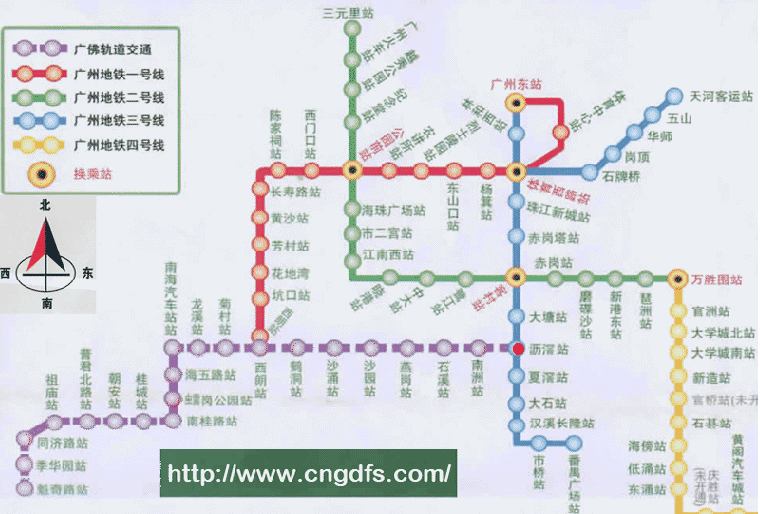 广佛轨道交通
广州地铁一号线
广州地铁二号线
广州地铁三号线
广州地铁四号线
换乘站
北
西
东
南
三元里站
广州火车站
越秀公园站
纪念堂站
公园前站
农讲所站
烈士陵园站
东山口站
杨箕站
体育西路站
体育中心站
广州东站
林和西站
天河客运站
五山
华师
岗顶
石牌桥
陈家祠站
西门口站
长寿路站
黄沙站
芳村站
花地湾
坑口站
西朗站
海珠广场站
市二宫站
江南西站
晓港站
中大站
鹭江站
客村站
赤岗站
磨碟沙站
新港东站
琶洲站
万胜围站
珠江新城站
赤岗塔站
大塘站
沥滘站
夏滘站
大石站
汉溪长隆站
市桥站
番禺广场站
官洲站
大学城北站
大学城南站
新造站
官桥站(未开
石碁站
海傍站
低涌站
东涌站
庆胜站
(未开通)
黄阁汽车城站
南海汽车站站
龙溪站
菊村站
西朗站
鹤洞站
沙涌站
沙园站
燕岗站
石溪站
南洲站
海五路站
岗公园站
南桂路站
桂城站
朝安站
普君北路站
祖庙站
同济路站
季华园站
魁奇路站
http://www.cngdfs.com/